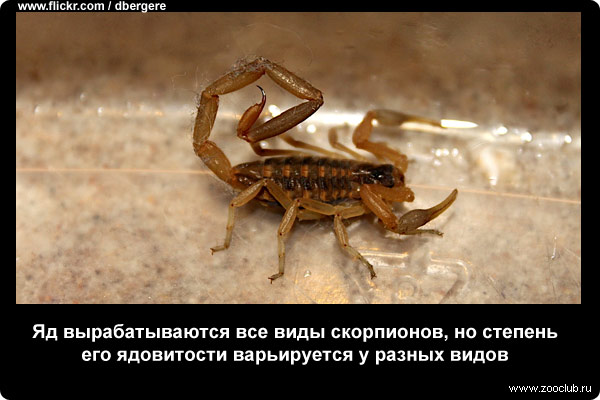 www.flickr.com / dbergere
Яд вырабатываются все виды скорпионов, но степень
его ядовитости варьируется у разных видов
www.zooclub.ru